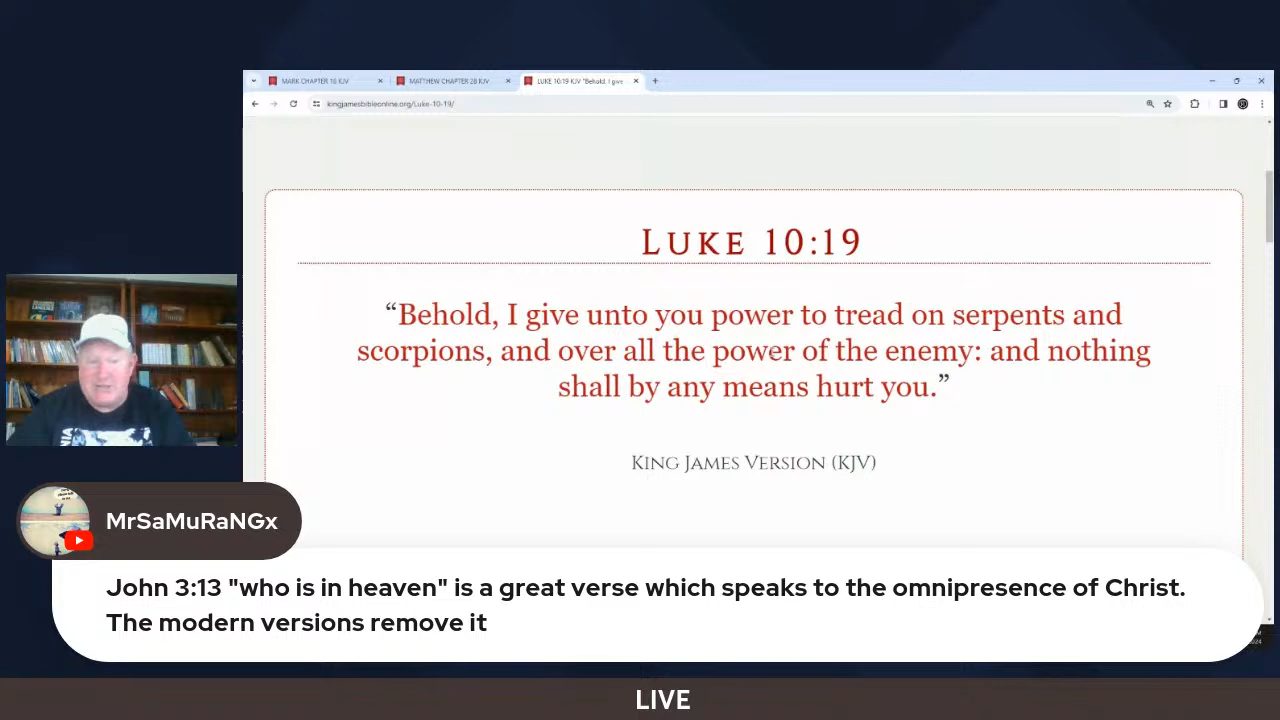 MARK CHAPTER 16 KJV
MATTHEW CHAPTER 28 KJV
LUKE 10:19 KJV "Behold, I give
kingjamesbibleonline.org/Luke-10-19/
LUKE 10:19
“Behold, I give unto you power to tread on serpents and
scorpions, and over all the power of the enemy: and nothing
shall by any means hurt you.”
KING JAMES VERSION (KJV)
MrSaMuRaNGx
John 3:13 "who is in heaven" is a great verse which speaks to the omnipresence of Christ.
The modern versions remove it
LIVE